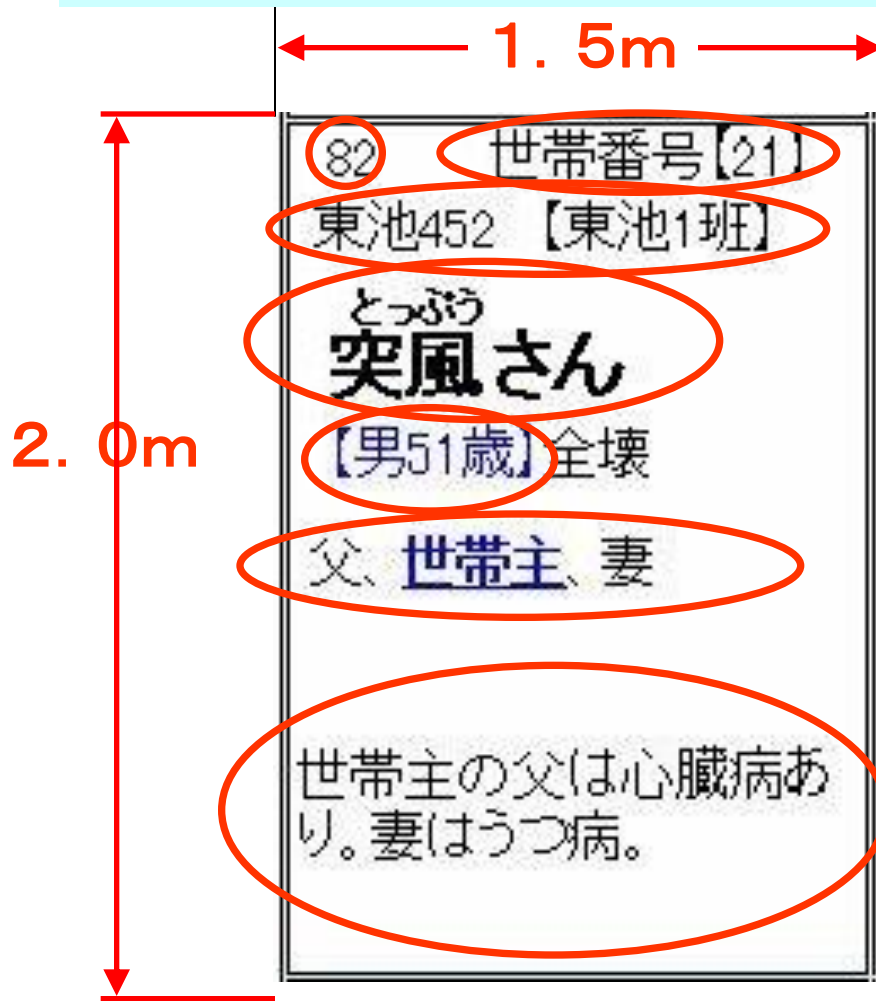 1.5m
82 世帯番号【21】
東池452 【東池1班】
とっぷう
突風さん
2.0m
【男51歳】全壊
父、世帯主、妻
世帯主の父は心臓病あ
り。妻はうつ病。